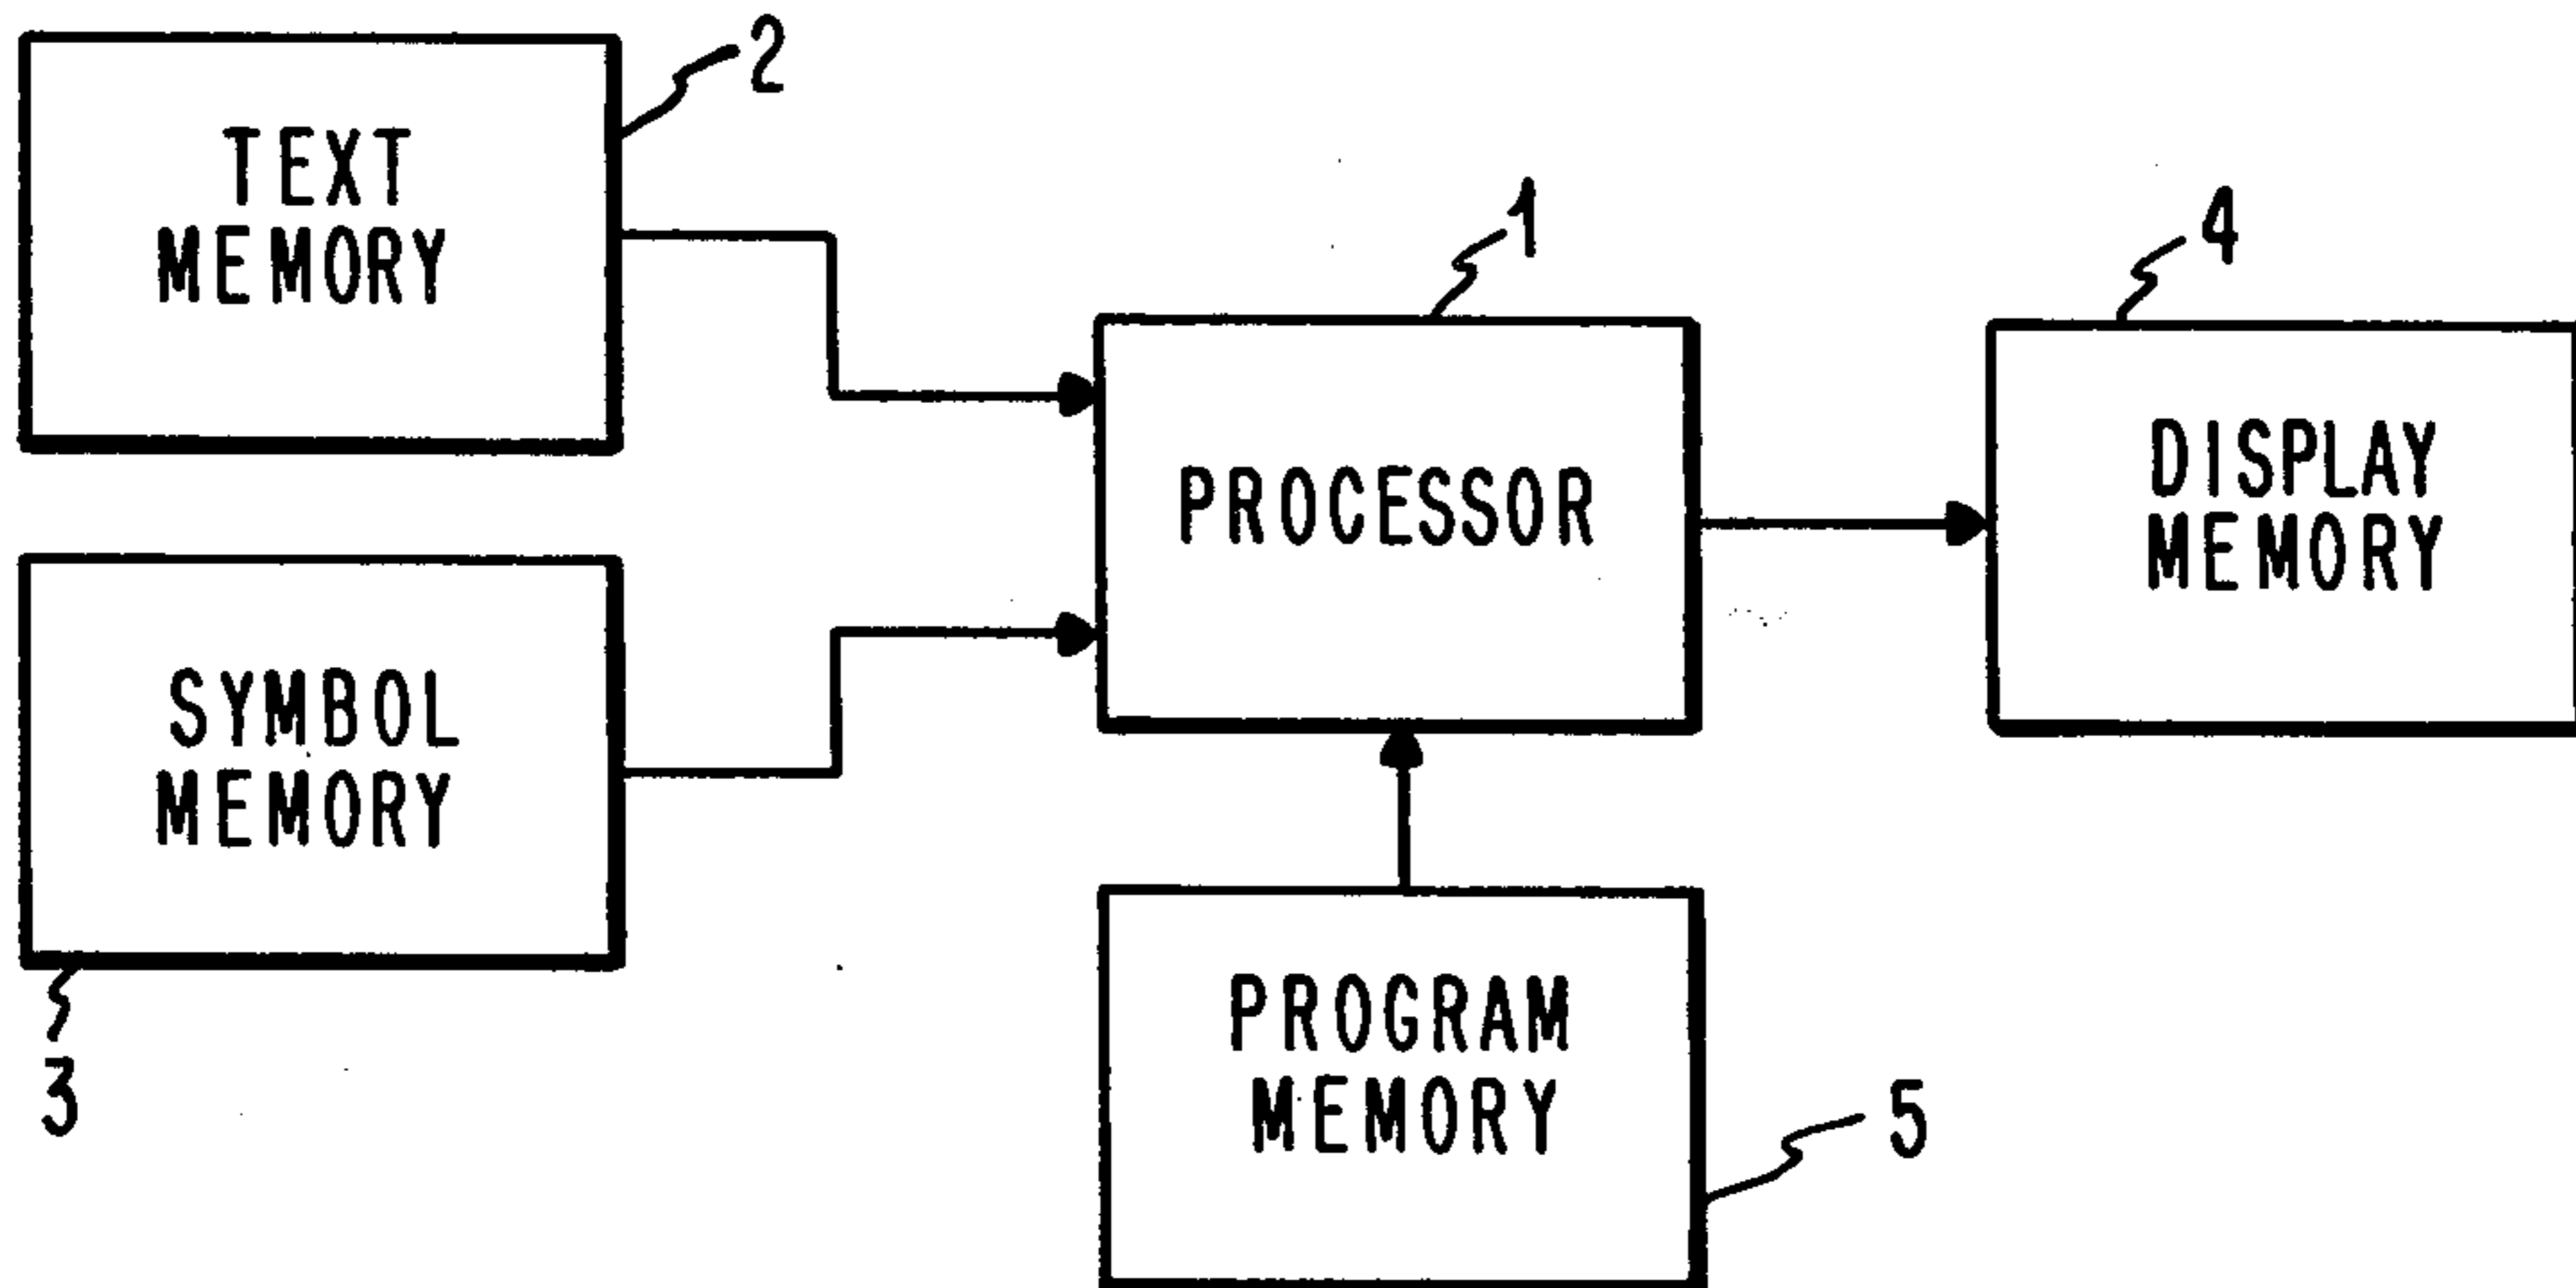 2
TEXT
MEMORY
1
4
PROCESSOR
DISPLAY
MEMORY
SYMBOL
MEMORY
3
PROGRAM
MEMORY
5